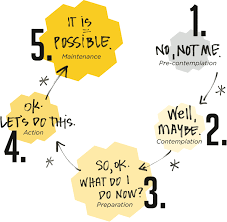 1.
NO, NOT ME.
Pre-contemplation
2.
Well,
MAYBE.
Contemplation
3.
SO, OK.
WHAT DO I
DO NOW?
Preparation
4.
OK.
LET'S DO THIS.
Action
5.
IT IS
POSSIBLE.
Maintenance